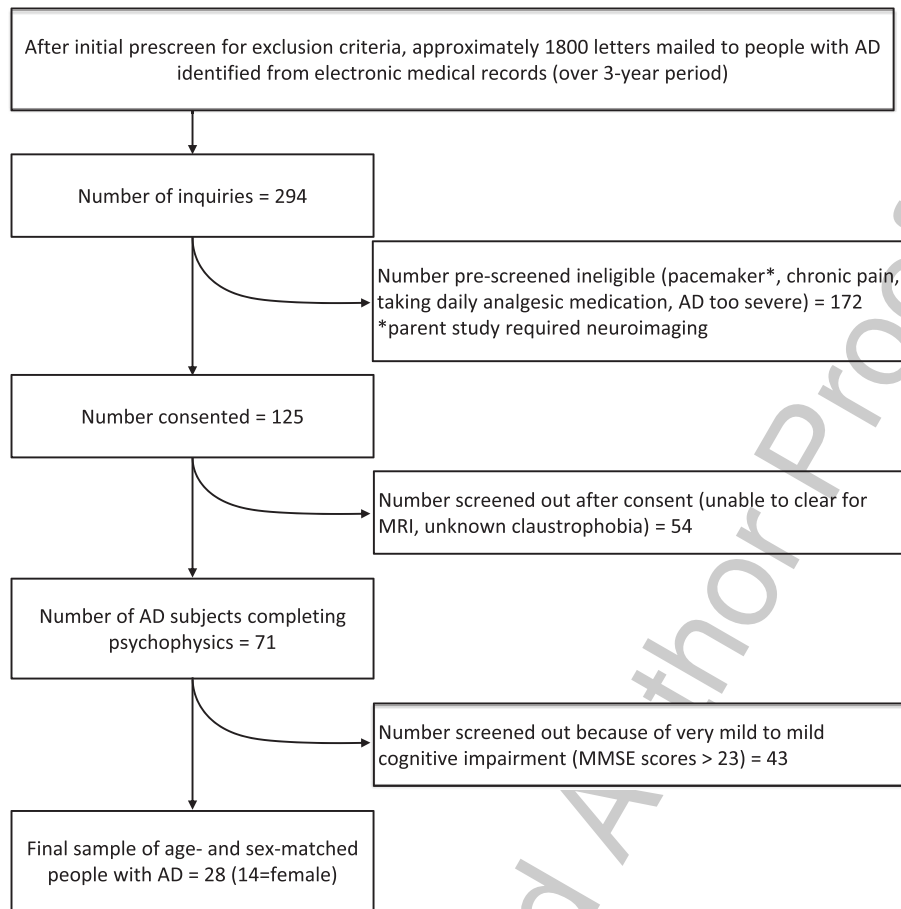 After initial prescreen for exclusion criteria, approximately 1800 letters mailed to people with AD
identified from electronic medical records (over 3-year period)
Number of inquiries = 294
Number pre-screened ineligible (pacemaker*, chronic pain,
taking daily analgesic medication, AD too severe) = 172
*parent study required neuroimaging
Number consented = 125
Number screened out after consent (unable to clear for
MRI, unknown claustrophobia) = 54
Number of AD subjects completing
psychophysics = 71
Number screened out because of very mild to mild
cognitive impairment (MMSE scores > 23) = 43
Final sample of age- and sex-matched
people with AD = 28 (14=female)
Author